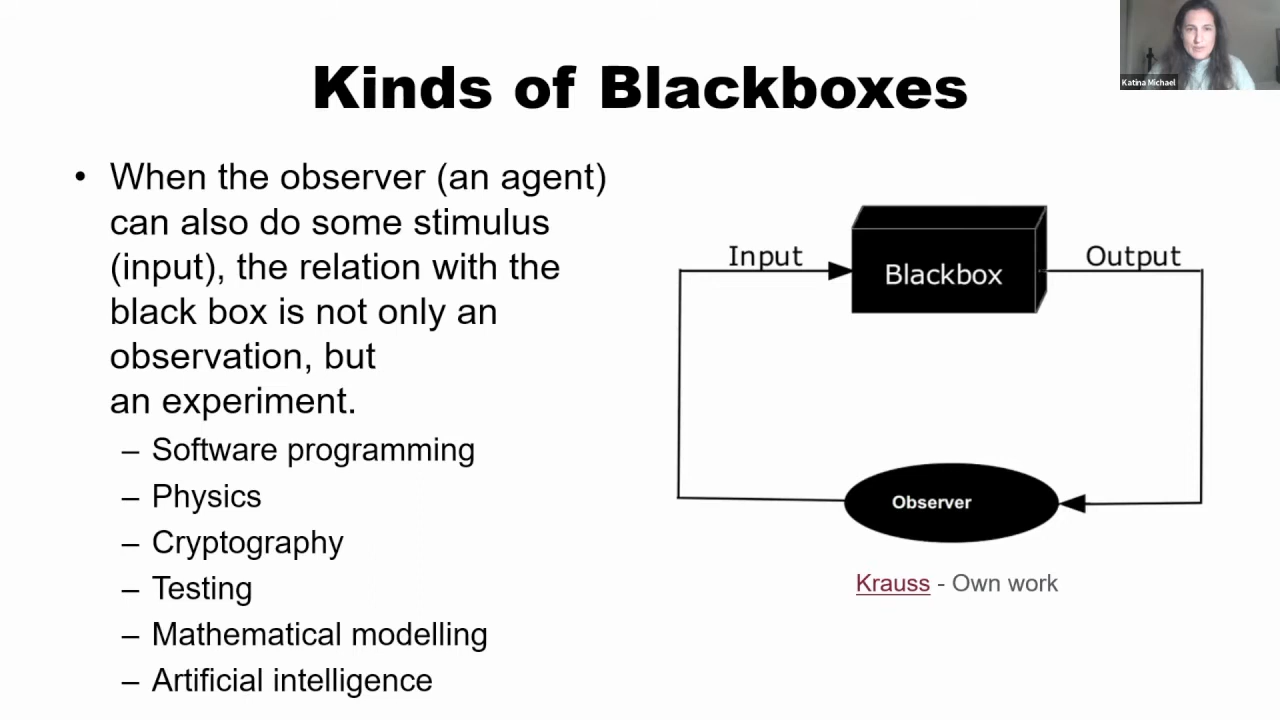 Kinds of Blackboxes
Katina Michael
• When the observer (an agent)
can also do some stimulus
(input), the relation with the
black box is not only an
observation, but
an experiment.
– Software programming
– Physics
– Cryptography
– Testing
– Mathematical modelling
– Artificial intelligence
Input
Blackbox
Output
Observer
Krauss - Own work